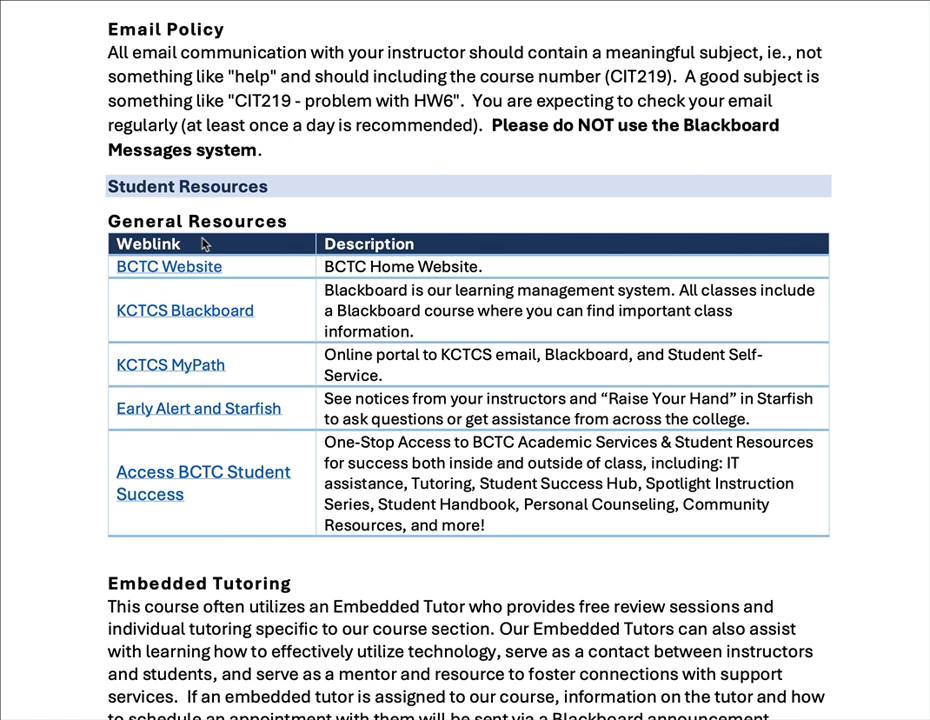 Email Policy
All email communication with your instructor should contain a meaningful subject, ie., not
something like "help" and should including the course number (CIT219).  A good subject is
something like "CIT219 - problem with HW6".  You are expecting to check your email
regularly (at least once a day is recommended).  Please do NOT use the Blackboard
Messages system.
Student Resources
General Resources
Weblink Description
BCTC Website BCTC Home Website.
KCTCS Blackboard
Blackboard is our learning management system. All classes include
a Blackboard course where you can find important class
information.
KCTCS MyPath
Online portal to KCTCS email, Blackboard, and Student Self-
Service.
Early Alert and Starfish
See notices from your instructors and “Raise Your Hand” in Starfish
to ask questions or get assistance from across the college.
Access BCTC Student
Success
One-Stop Access to BCTC Academic Services & Student Resources
for success both inside and outside of class, including: IT
assistance, Tutoring, Student Success Hub, Spotlight Instruction
Series, Student Handbook, Personal Counseling, Community
Resources, and more!
Embedded Tutoring
This course often utilizes an Embedded Tutor who provides free review sessions and
individual tutoring specific to our course section. Our Embedded Tutors can also assist
with learning how to effectively utilize technology, serve as a contact between instructors
and students, and serve as a mentor and resource to foster connections with support
services.  If an embedded tutor is assigned to our course, information on the tutor and how
to schedule an appointment with them will be sent via a Blackboard announcement.